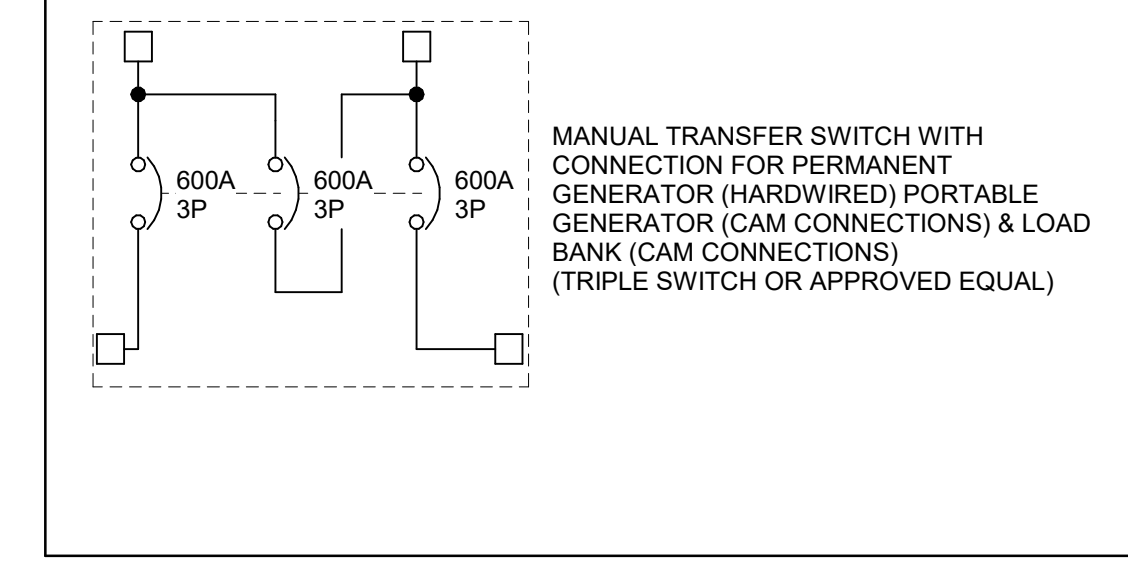 600A
3P
600A
3P
600A
3P
MANUAL TRANSFER SWITCH WITH
CONNECTION FOR PERMANENT
GENERATOR (HARDWIRED) PORTABLE
GENERATOR (CAM CONNECTIONS) & LOAD
BANK (CAM CONNECTIONS)
(TRIPLE SWITCH OR APPROVED EQUAL)